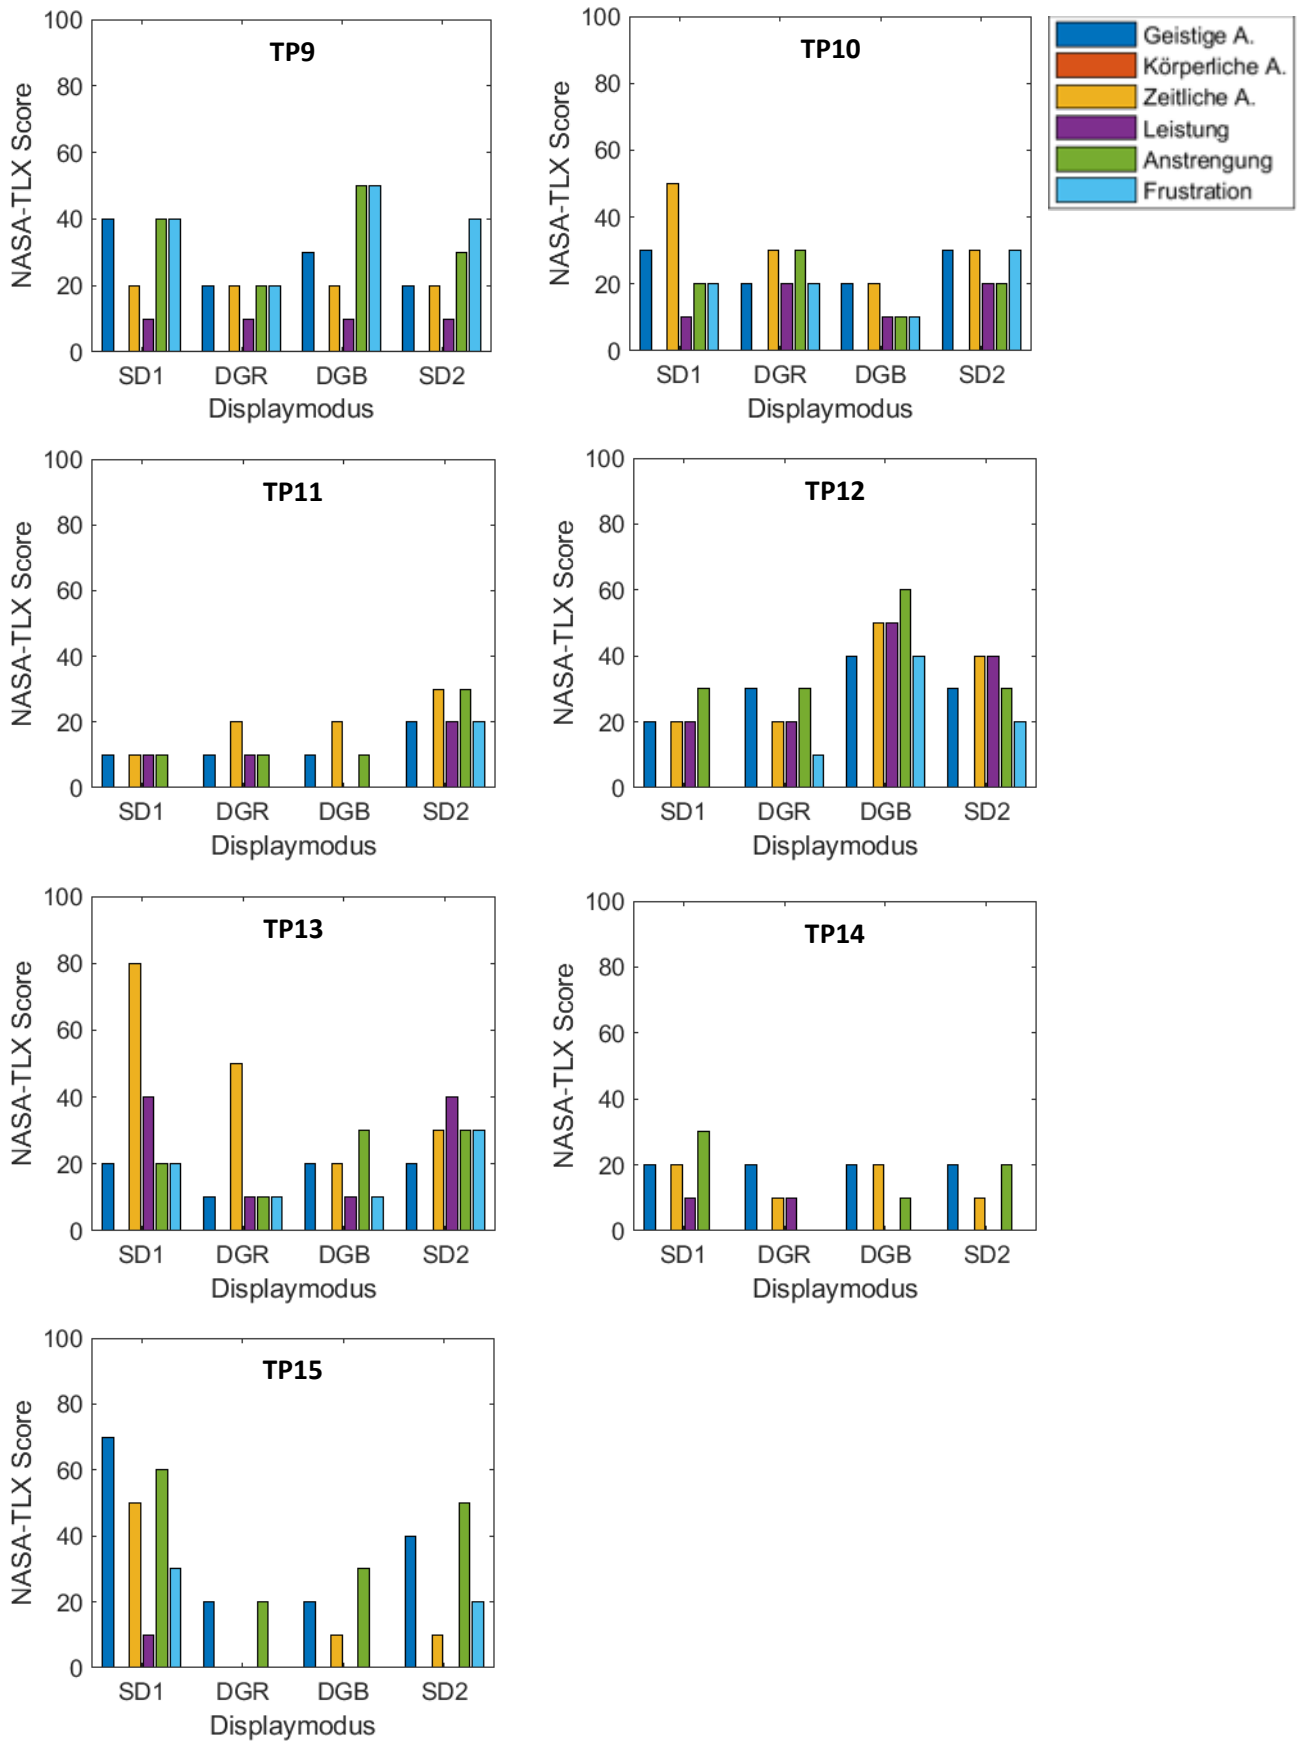 TP9
NASA-TLX Score
100
80
60
40
20
0
SD1 DGR DGB SD2
Displaymodus
TP10
NASA-TLX Score
100
80
60
40
20
0
SD1 DGR DGB SD2
Displaymodus
Geistige A.
Körperliche A.
Zeitliche A.
Leistung
Anstrengung
Frustration
TP11
NASA-TLX Score
100
80
60
40
20
0
SD1 DGR DGB SD2
Displaymodus
TP12
NASA-TLX Score
100
80
60
40
20
0
SD1 DGR DGB SD2
Displaymodus
TP13
NASA-TLX Score
100
80
60
40
20
0
SD1 DGR DGB SD2
Displaymodus
TP14
NASA-TLX Score
100
80
60
40
20
0
SD1 DGR DGB SD2
Displaymodus
TP15
NASA-TLX Score
100
80
60
40
20
0
SD1 DGR DGB SD2
Displaymodus